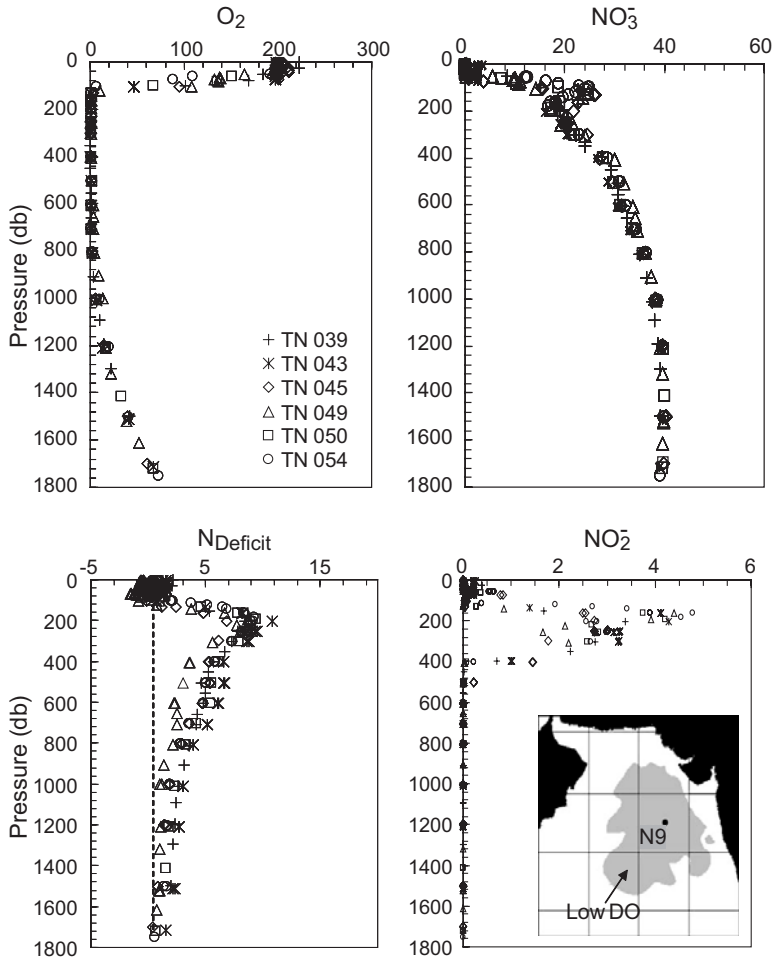 O2
NO3-
0 100 200 300
0 20 40 60
0
200
400
600
800
1000
1200
1400
1600
1800
Pressure (db)
+ TN 039
TN 043
◇ TN 045
△ TN 049
□ TN 050
○ TN 054
0
200
400
600
800
1000
1200
1400
1600
1800
NDeficit
NO2-
-5 5 15
0 2 4 6
0
200
400
600
800
1000
1200
1400
1600
1800
Pressure (db)
0
200
400
600
800
1000
1200
1400
1600
1800
N9
Low DO